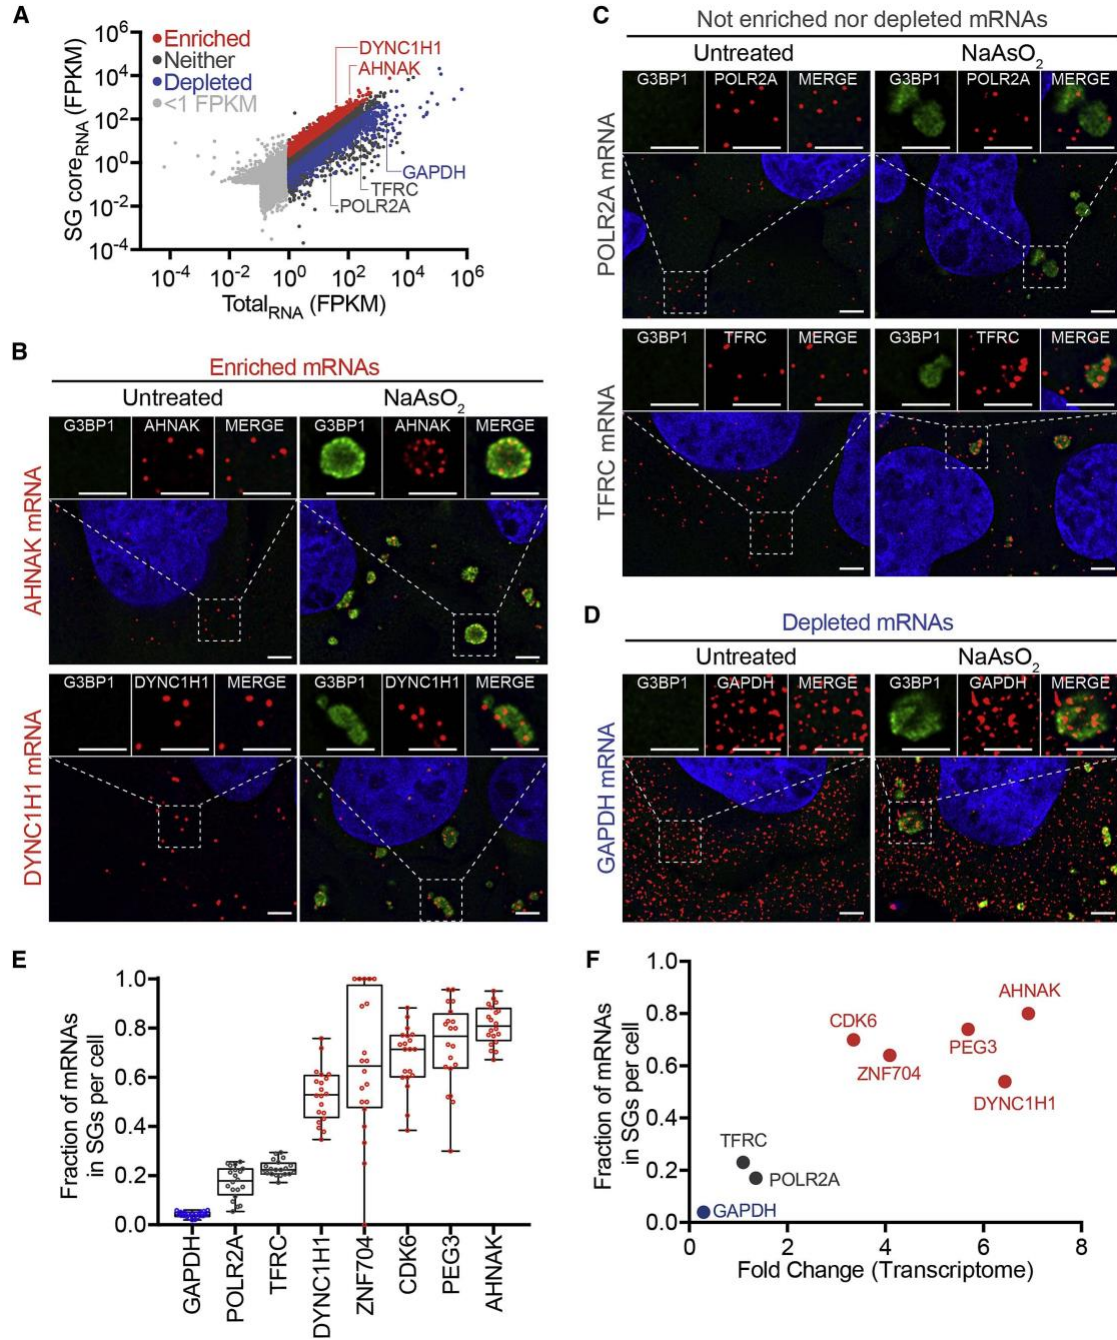 A
SG coreRNA (FPKM)
10^6
10^4
10^2
10^0
10^-2
10^-4
Enriched
Neither
Depleted
<1 FPKM
DYNC1H1
AHNAK
GAPDH
TFRC
POLR2A
10^-4 10^-2 10^0 10^2 10^4 10^6
TotalRNA (FPKM)
B
Enriched mRNAs
Untreated NaAsO2
AHNAK mRNA
G3BP1 AHNAK MERGE G3BP1 AHNAK MERGE
DYNC1H1 mRNA
G3BP1 DYNC1H1 MERGE G3BP1 DYNC1H1 MERGE
C
Not enriched nor depleted mRNAs
Untreated NaAsO2
POLR2A mRNA
G3BP1 POLR2A MERGE G3BP1 POLR2A MERGE
TFRC mRNA
G3BP1 TFRC MERGE G3BP1 TFRC MERGE
D
Depleted mRNAs
Untreated NaAsO2
GAPDH mRNA
G3BP1 GAPDH MERGE G3BP1 GAPDH MERGE
E
Fraction of mRNAs
in SGs per cell
1.0
0.8
0.6
0.4
0.2
0.0
GAPDH
POLR2A
TFRC
DYNC1H1
ZNF704
CDK6
PEG3
AHNAK
F
Fraction of mRNAs
in SGs per cell
1.0
0.8
0.6
0.4
0.2
0.0
AHNAK
CDK6
PEG3
ZNF704
DYNC1H1
TFRC
POLR2A
GAPDH
0 2 4 6 8
Fold Change (Transcriptome)